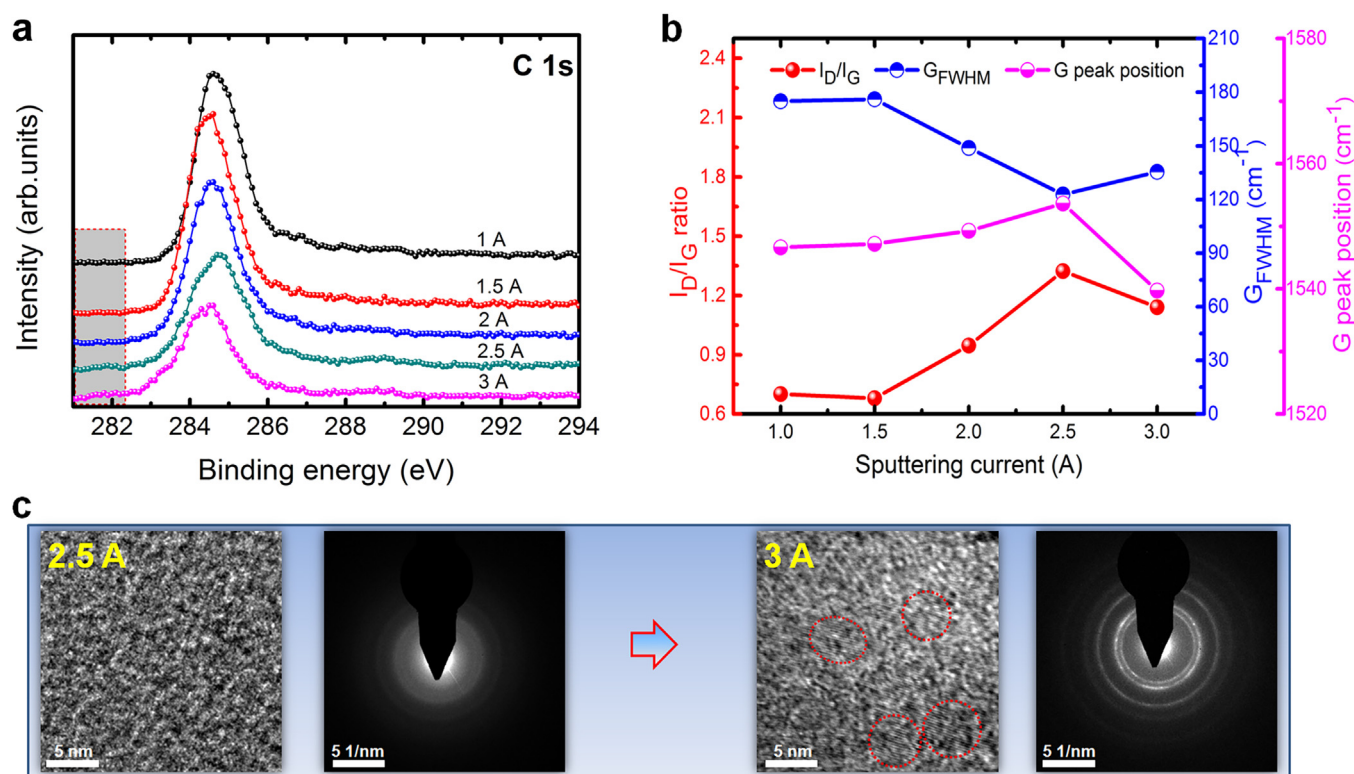 a
C 1s
Intensity (arb.units)
1 A
1.5 A
2 A
2.5 A
3 A
282 284 286 288 290 292 294
Binding energy (eV)
b
I_D/I_G G_FWHM G peak position
2.4
2.1
1.8
1.5
1.2
0.9
0.6
I_D/I_G ratio
210
180
150
120
90
60
30
0
G_FWHM (cm⁻¹)
1580
1560
1540
1520
G peak position (cm⁻¹)
1.0 1.5 2.0 2.5 3.0
Sputtering current (A)
c
2.5 A
5 nm
5 1/nm
3 A
5 nm
5 1/nm